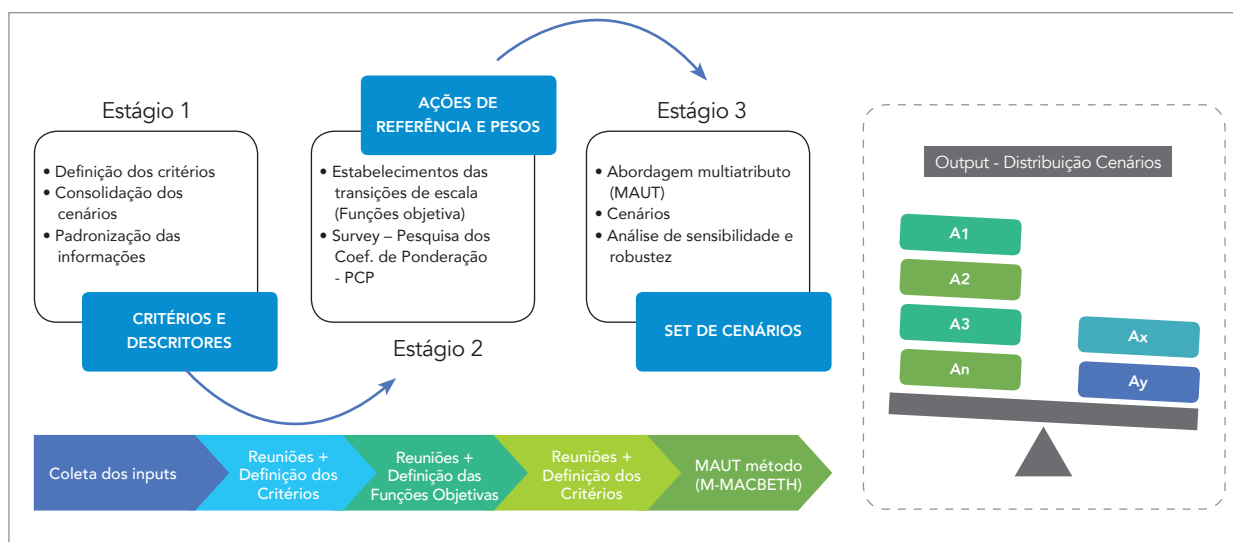 Estágio 1
• Definição dos critérios
• Consolidação dos
cenários
• Padronização das
informações
CRITÉRIOS E
DESCRITORES
AÇÕES DE
REFERÊNCIA E PESOS
• Estabelecimentos das
transições de escala
(Funções objetiva)
• Survey – Pesquisa dos
Coef. de Ponderação
- PCP
Estágio 2
Estágio 3
• Abordagem multiatributo
(MAUT)
• Cenários
• Análise de sensibilidade e
robustez
SET DE CENÁRIOS
Coleta dos inputs
Reuniões +
Definição dos
Critérios
Reuniões +
Definição das
Funções Objetivas
Reuniões +
Definição dos
Critérios
MAUT método
(M-MACBETH)
Output - Distribuição Cenários
A1
A2
A3
An
Ax
Ay